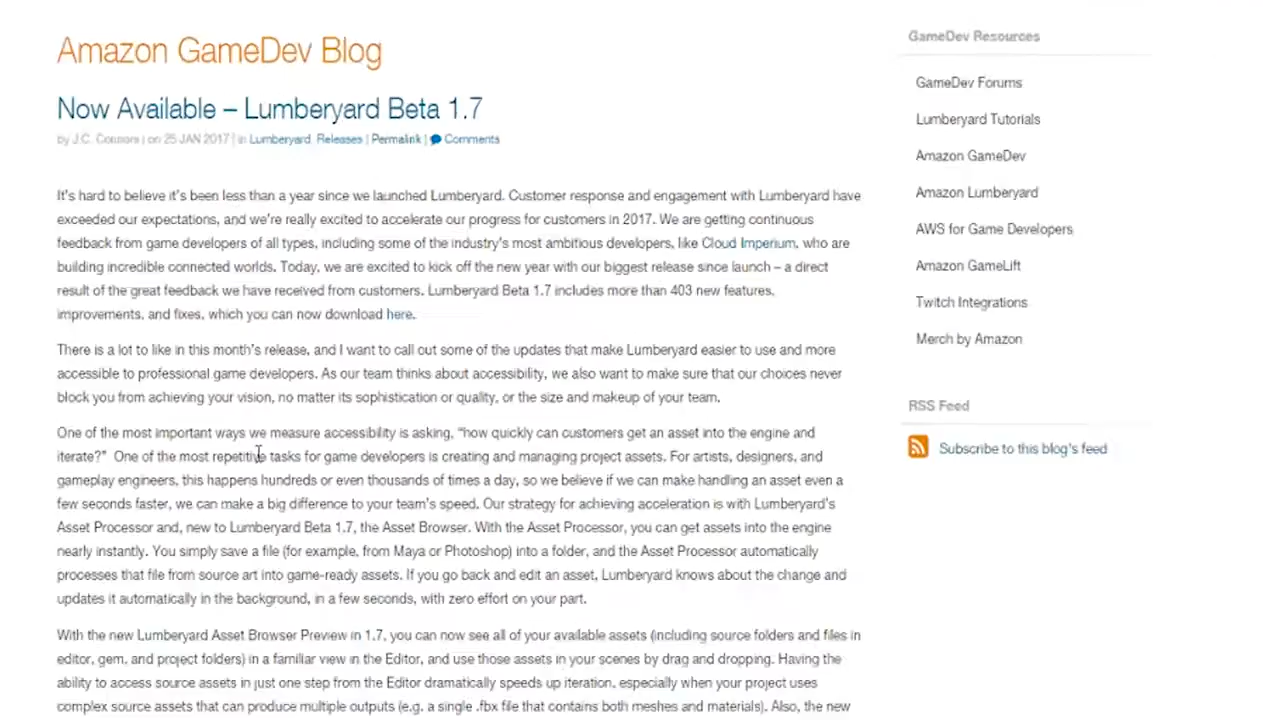 Amazon GameDev Blog
Now Available – Lumberyard Beta 1.7
by J.C. Connors | on 25 JAN 2017 | in Lumberyard, Releases | Permalink | Comments
It's hard to believe it's been less than a year since we launched Lumberyard. Customer response and engagement with Lumberyard have
exceeded our expectations, and we're really excited to accelerate our progress for customers in 2017. We are getting continuous
feedback from game developers of all types, including some of the industry's most ambitious developers, like Cloud Imperium, who are
building incredible connected worlds. Today, we are excited to kick off the new year with our biggest release since launch – a direct
result of the great feedback we have received from customers. Lumberyard Beta 1.7 includes more than 403 new features,
improvements, and fixes, which you can now download here.
There is a lot to like in this month's release, and I want to call out some of the updates that make Lumberyard easier to use and more
accessible to professional game developers. As our team thinks about accessibility, we also want to make sure that our choices never
block you from achieving your vision, no matter its sophistication or quality, or the size and makeup of your team.
One of the most important ways we measure accessibility is asking, “how quickly can customers get an asset into the engine and
iterate?” One of the most repetitive tasks for game developers is creating and managing project assets. For artists, designers, and
gameplay engineers, this happens hundreds or even thousands of times a day, so we believe if we can make handling an asset even a
few seconds faster, we can make a big difference to your team's speed. Our strategy for achieving acceleration is with Lumberyard's
Asset Processor and, new to Lumberyard Beta 1.7, the Asset Browser. With the Asset Processor, you can get assets into the engine
nearly instantly. You simply save a file (for example, from Maya or Photoshop) into a folder, and the Asset Processor automatically
processes that file from source art into game-ready assets. If you go back and edit an asset, Lumberyard knows about the change and
updates it automatically in the background, in a few seconds, with zero effort on your part.
With the new Lumberyard Asset Browser Preview in 1.7, you can now see all of your available assets (including source folders and files in
editor, gem, and project folders) in a familiar view in the Editor, and use those assets in your scenes by drag and dropping. Having the
ability to access source assets in just one step from the Editor dramatically speeds up iteration, especially when your project uses
complex source assets that can produce multiple outputs (e.g. a single .fbx file that contains both meshes and materials). Also, the new
GameDev Resources
GameDev Forums
Lumberyard Tutorials
Amazon GameDev
Amazon Lumberyard
AWS for Game Developers
Amazon GameLift
Twitch Integrations
Merch by Amazon
RSS Feed
Subscribe to this blog's feed